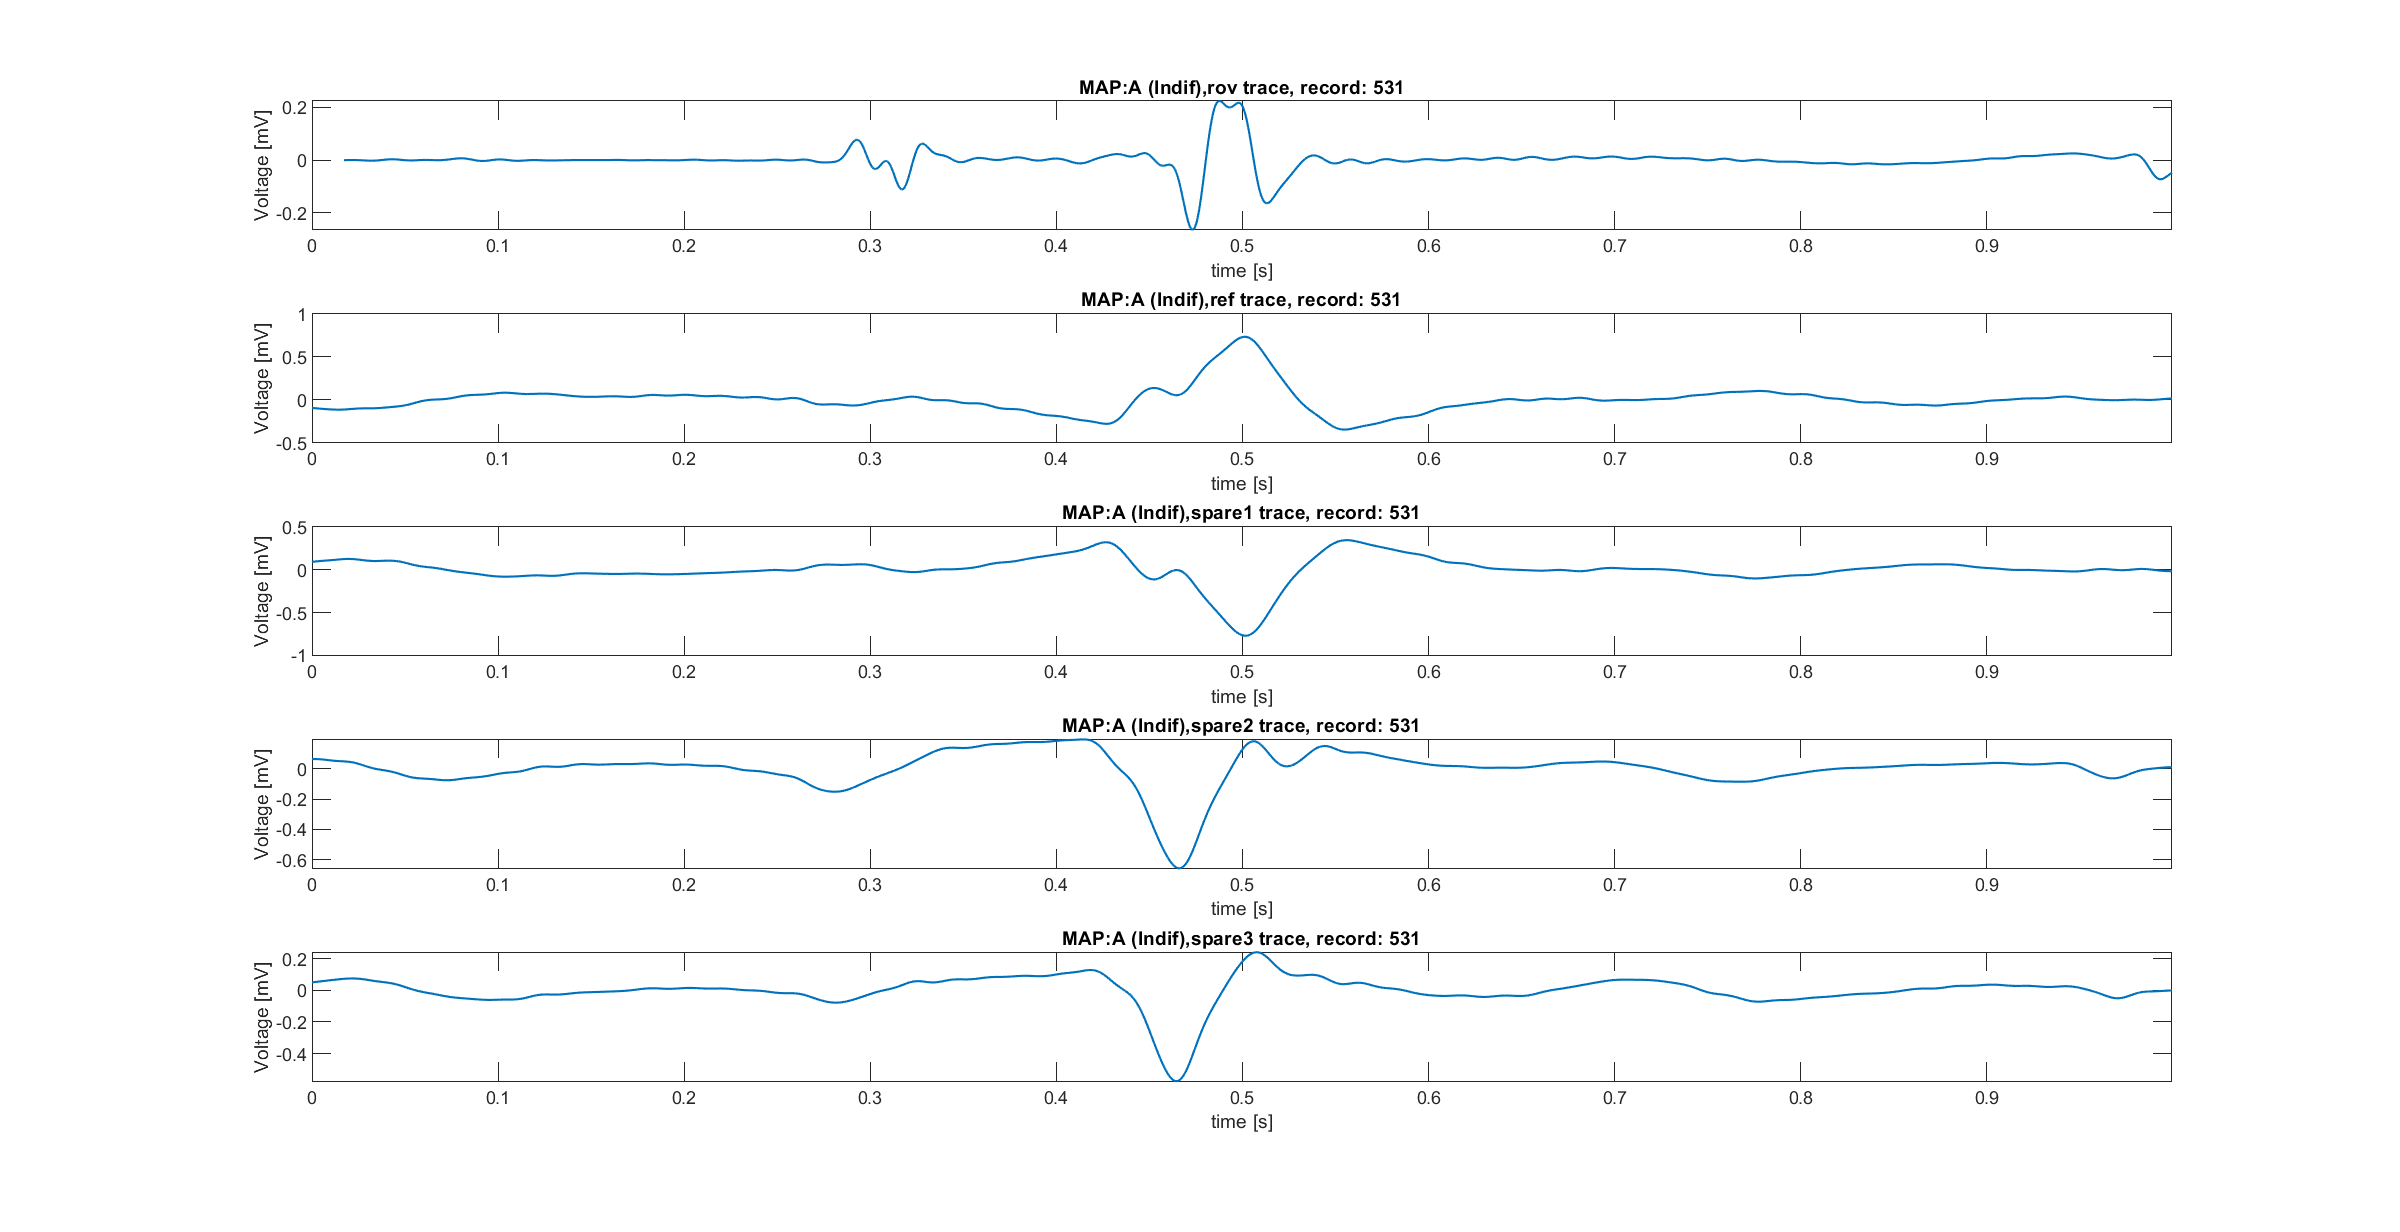 MAP:A (Indif),rov trace, record: 531
Voltage [mV]
0.2
0
-0.2
0 0.1 0.2 0.3 0.4 0.5 0.6 0.7 0.8 0.9
time [s]
MAP:A (Indif),ref trace, record: 531
Voltage [mV]
1
0.5
0
-0.5
0 0.1 0.2 0.3 0.4 0.5 0.6 0.7 0.8 0.9
time [s]
MAP:A (Indif),spare1 trace, record: 531
Voltage [mV]
0.5
0
-0.5
-1
0 0.1 0.2 0.3 0.4 0.5 0.6 0.7 0.8 0.9
time [s]
MAP:A (Indif),spare2 trace, record: 531
Voltage [mV]
0
-0.2
-0.4
-0.6
0 0.1 0.2 0.3 0.4 0.5 0.6 0.7 0.8 0.9
time [s]
MAP:A (Indif),spare3 trace, record: 531
Voltage [mV]
0.2
0
-0.2
-0.4
0 0.1 0.2 0.3 0.4 0.5 0.6 0.7 0.8 0.9
time [s]